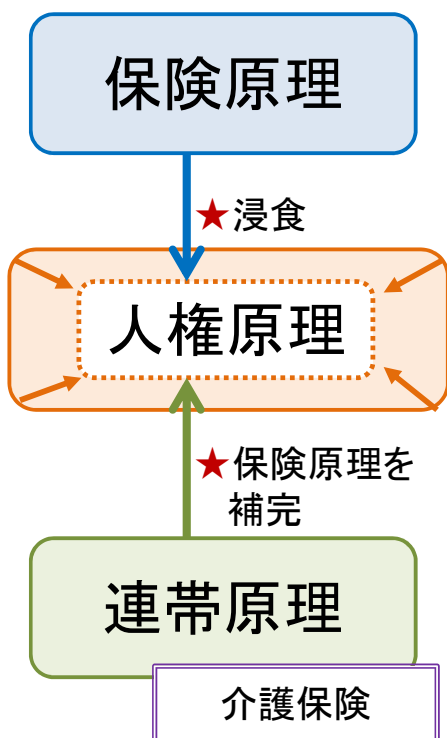 保険原理
★浸食
人権原理
★保険原理を
補完
連帯原理
介護保険